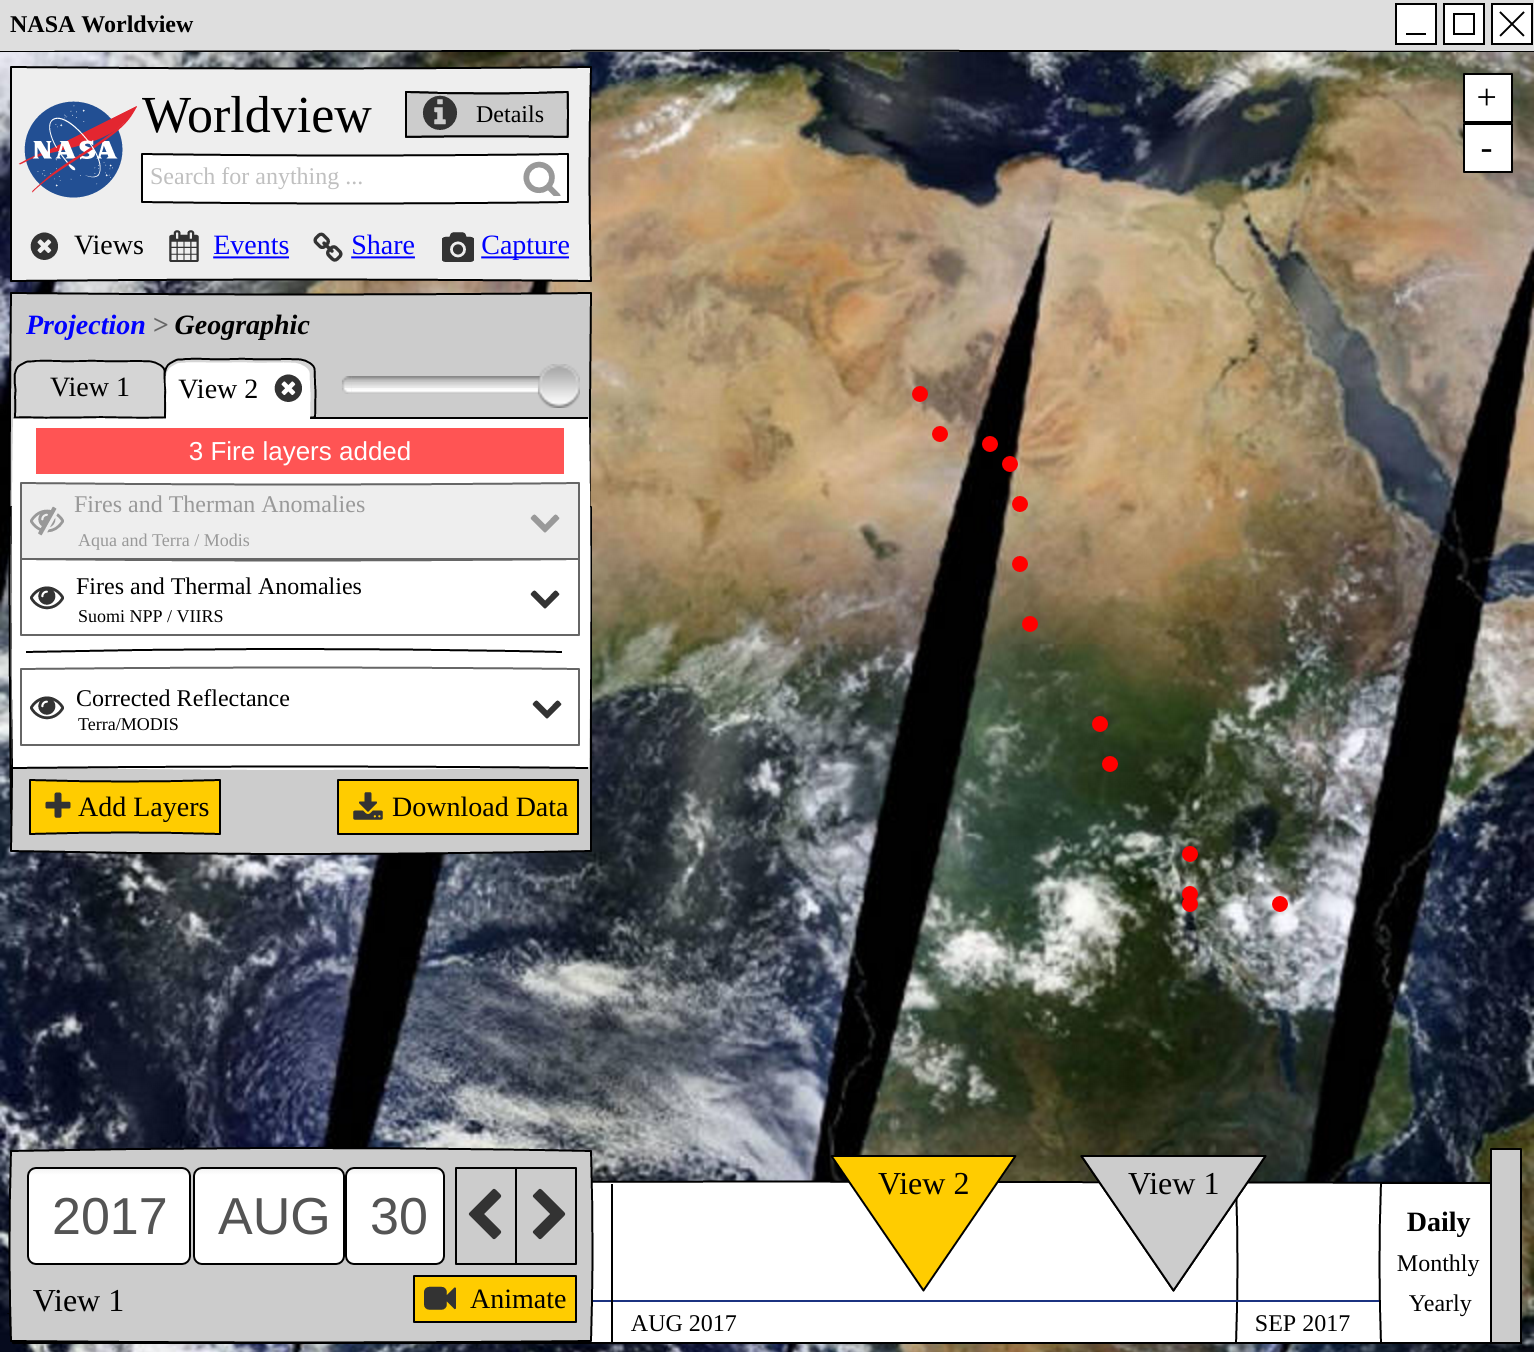 NASA Worldview
+
-
NASA
Worldview
Details
Search for anything ...
Views Events Share Capture
Projection > Geographic
View 1 View 2
3 Fire layers added
Fires and Therman Anomalies
Aqua and Terra / Modis
Fires and Thermal Anomalies
Suomi NPP / VIIRS
Corrected Reflectance
Terra/MODIS
Add Layers Download Data
2017 AUG 30
View 1
Animate
View 2 View 1
AUG 2017 SEP 2017
Daily
Monthly
Yearly